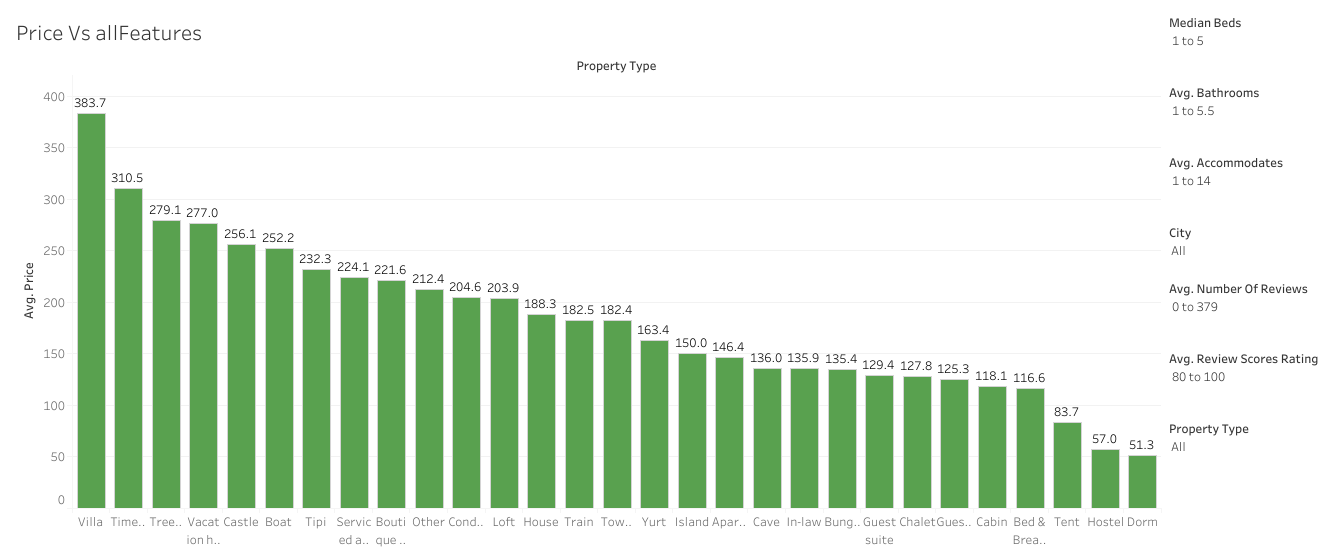 Price Vs allFeatures
Property Type
Avg. Price
400
350
300
250
200
150
100
50
0
383.7
310.5
279.1
277.0
256.1
252.2
232.3
224.1
221.6
212.4
204.6
203.9
188.3
182.5
182.4
163.4
150.0
146.4
136.0
135.9
135.4
129.4
127.8
125.3
118.1
116.6
83.7
57.0
51.3
Villa
Time..
Tree..
Vacat
ion h..
Castle
Boat
Tipi
Servic
ed a..
Bouti
que ..
Other
Cond..
Loft
House
Train
Tow..
Yurt
Island
Apar..
Cave
In-law
Bung..
Guest
suite
Chalet
Gues..
Cabin
Bed &
Brea..
Tent
Hostel
Dorm
Median Beds
1 to 5
Avg. Bathrooms
1 to 5.5
Avg. Accommodates
1 to 14
City
All
Avg. Number Of Reviews
0 to 379
Avg. Review Scores Rating
80 to 100
Property Type
All